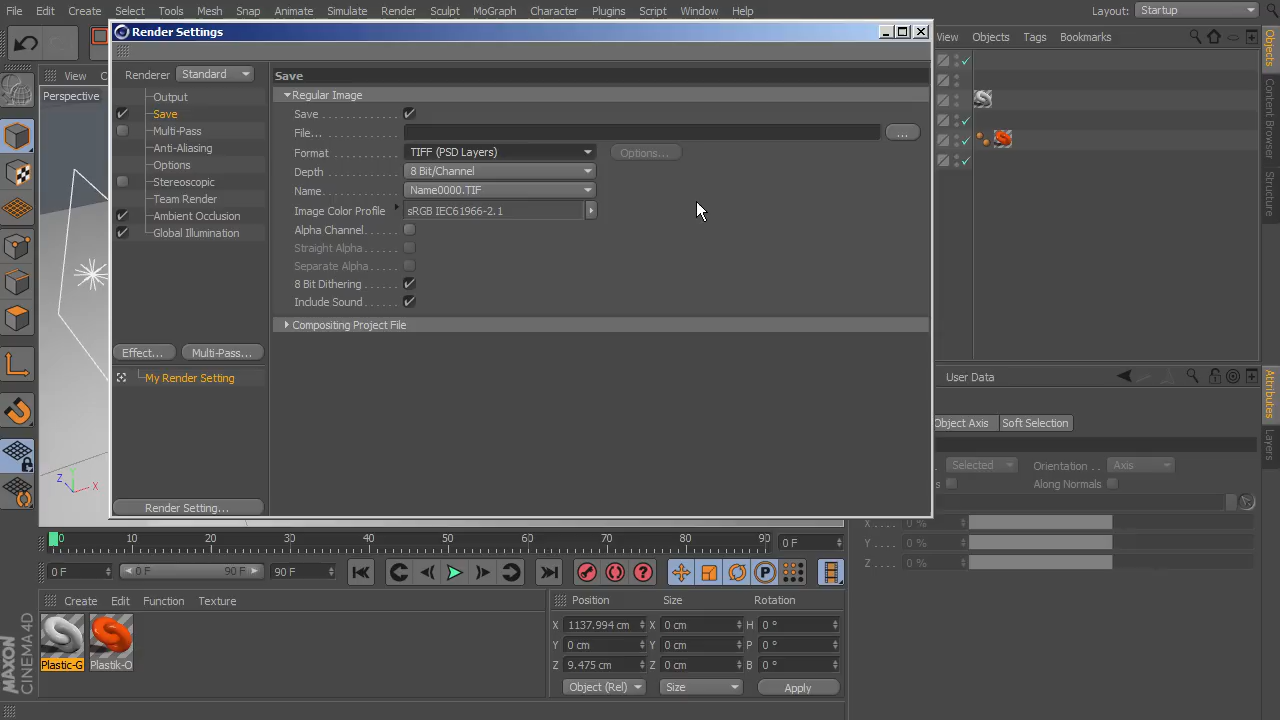 File Edit Create Select Tools Mesh Snap Animate Simulate Render Sculpt MoGraph Character Plugins Script Window Help Layout: Startup
Render Settings
View Objects Tags Bookmarks
Renderer Standard
Save
View
Perspective
Output
Save
Multi-Pass
Anti-Aliasing
Options
Stereoscopic
Team Render
Ambient Occlusion
Global Illumination
Effect... Multi-Pass...
My Render Setting
Render Setting...
Regular Image
Save
File... ...
Format TIFF (PSD Layers) Options...
Depth 8 Bit/Channel
Name Name0000.TIF
Image Color Profile sRGB IEC61966-2.1
Alpha Channel
Straight Alpha
Separate Alpha
8 Bit Dithering
Include Sound
Compositing Project File
Objects
Content Browser
Structure
User Data
Object Axis Soft Selection
Selected Orientation Axis
Along Normals
X 0 %
Y 0 %
Z 0 %
Attributes
Layers
Z Y X
0 10 20 30 40 50 60 70 80 90 0 F
0 F 0 F 90 F 90 F
P
Create Edit Function Texture
Plastic-G Plastik-O
Position Size Rotation
X 1137.994 cm X 0 cm H 0 °
Y 0 cm Y 0 cm P 0 °
Z 9.475 cm Z 0 cm B 0 °
Object (Rel) Size Apply
MAXON
CINEMA 4D